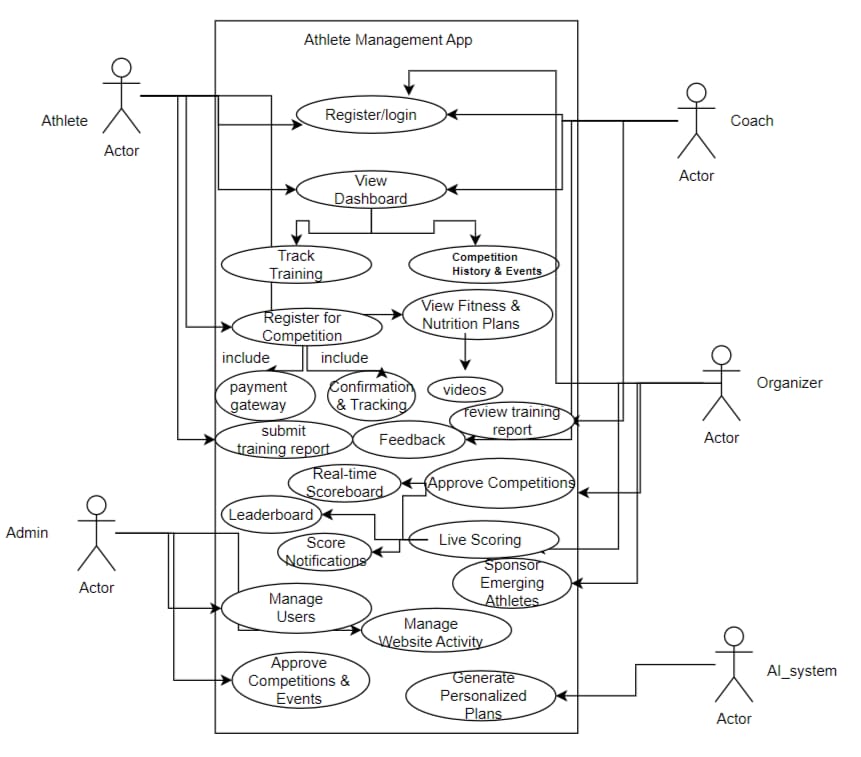 Athlete Management App
Athlete
Actor
Register/login
Coach
Actor
View
Dashboard
Track
Training
Competition
History & Events
View Fitness &
Nutrition Plans
Register for
Competition
include
include
payment
gateway
Confirmation
& Tracking
videos
Organizer
Actor
review training
report
submit
training report
Feedback
Real-time
Scoreboard
Approve Competitions
Leaderboard
Admin
Actor
Live Scoring
Score
Notifications
Sponsor
Emerging
Athletes
Manage
Users
Manage
Website Activity
Approve
Competitions &
Events
Generate
Personalized
Plans
AI_system
Actor